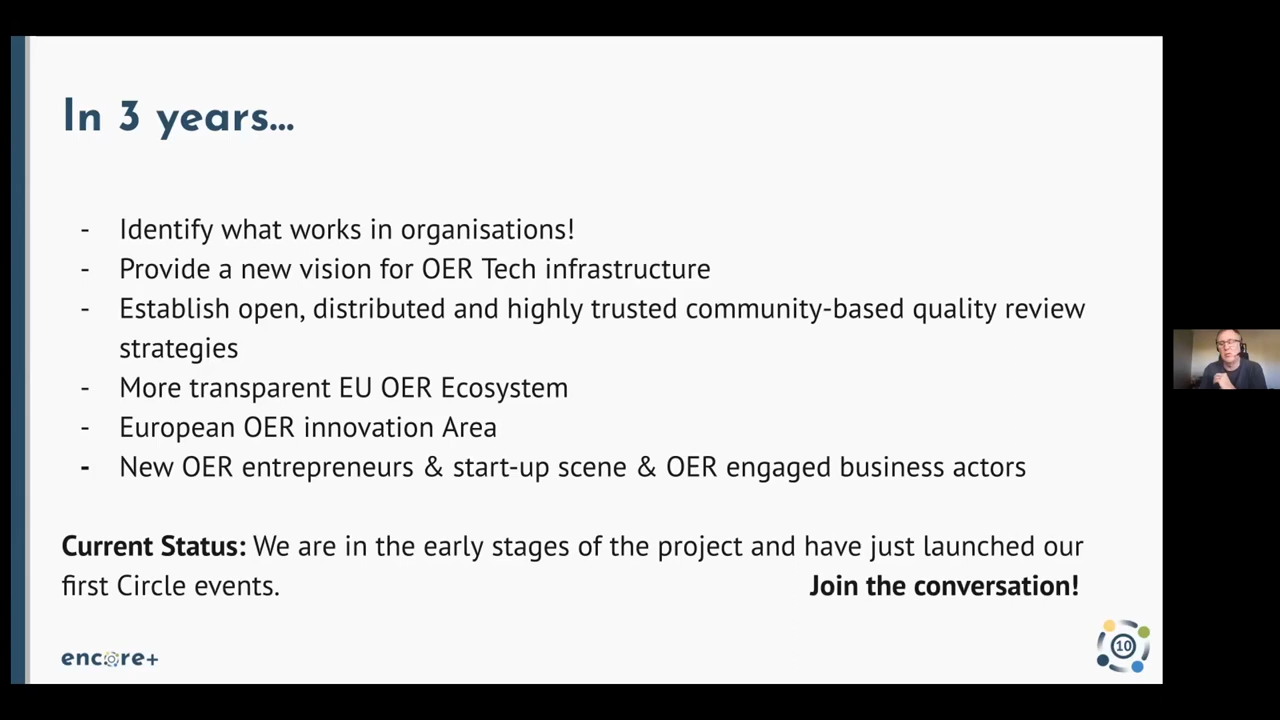 In 3 years...
- Identify what works in organisations!
- Provide a new vision for OER Tech infrastructure
- Establish open, distributed and highly trusted community-based quality review
strategies
- More transparent EU OER Ecosystem
- European OER innovation Area
- New OER entrepreneurs & start-up scene & OER engaged business actors
Current Status: We are in the early stages of the project and have just launched our
first Circle events. Join the conversation!
encore+
10